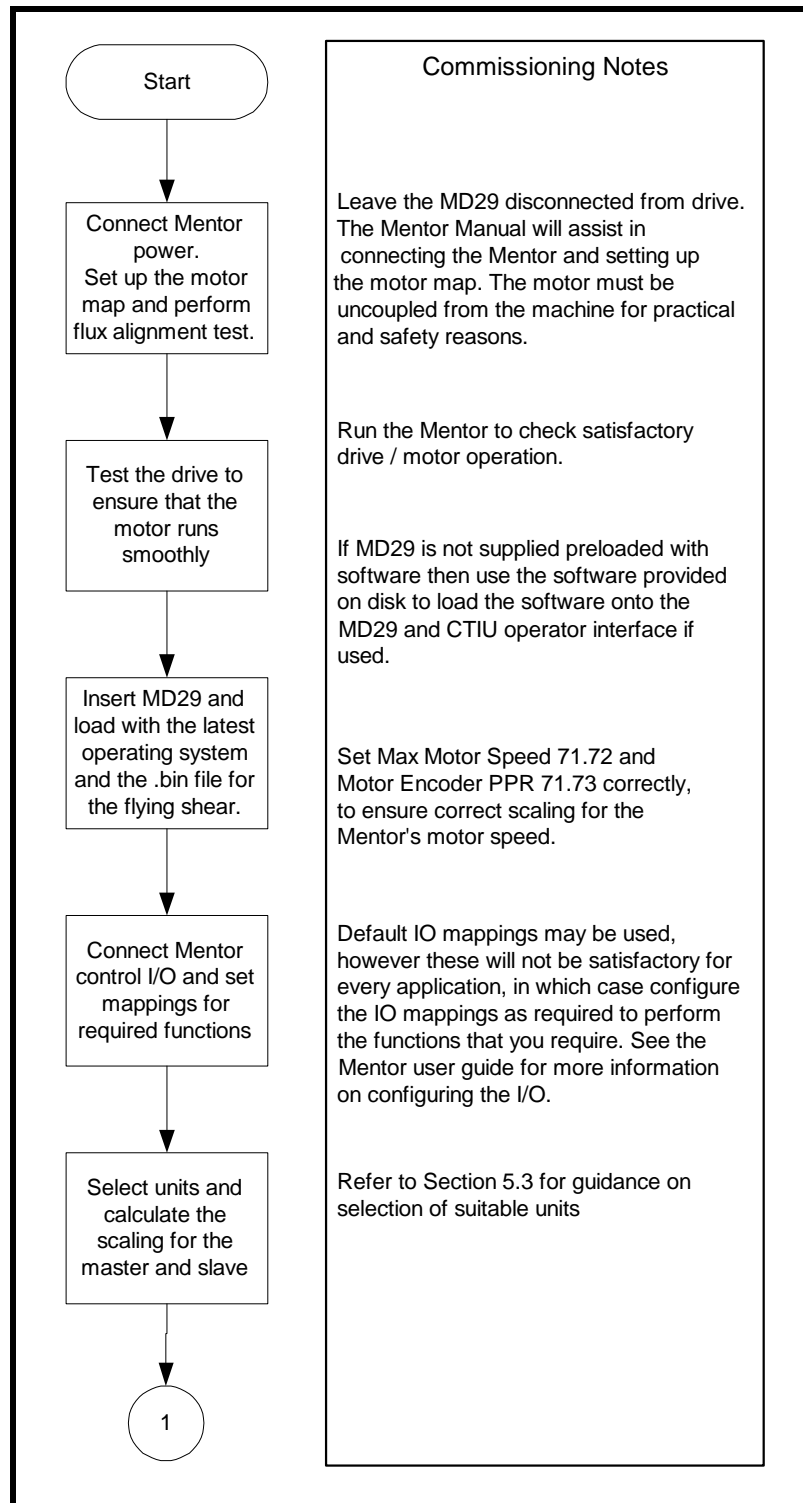 Start
Connect Mentor
power.
Set up the motor
map and perform
flux alignment test.
Test the drive to
ensure that the
motor runs
smoothly
Insert MD29 and
load with the latest
operating system
and the .bin file for
the flying shear.
Connect Mentor
control I/O and set
mappings for
required functions
Select units and
calculate the
scaling for the
master and slave
1
Commissioning Notes
Leave the MD29 disconnected from drive.
The Mentor Manual will assist in
connecting the Mentor and setting up
the motor map. The motor must be
uncoupled from the machine for practical
and safety reasons.
Run the Mentor to check satisfactory
drive / motor operation.
If MD29 is not supplied preloaded with
software then use the software provided
on disk to load the software onto the
MD29 and CTIU operator interface if
used.
Set Max Motor Speed 71.72 and
Motor Encoder PPR 71.73 correctly,
to ensure correct scaling for the
Mentor's motor speed.
Default IO mappings may be used,
however these will not be satisfactory for
every application, in which case configure
the IO mappings as required to perform
the functions that you require. See the
Mentor user guide for more information
on configuring the I/O.
Refer to Section 5.3 for guidance on
selection of suitable units